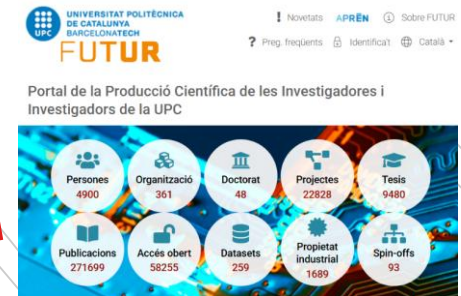 UNIVERSITAT POLITÈCNICA
DE CATALUNYA
BARCELONATECH
UPC
FUTUR
Novetats APRËN Sobre FUTUR
Preg. freqüents Identifica't Català
Portal de la Producció Científica de les Investigadores i
Investigadors de la UPC
Persones
4900
Organització
361
Doctorat
48
Projectes
22828
Tesis
9480
Publicacions
271699
Accés obert
58255
Datasets
259
Propietat
industrial
1689
Spin-offs
93